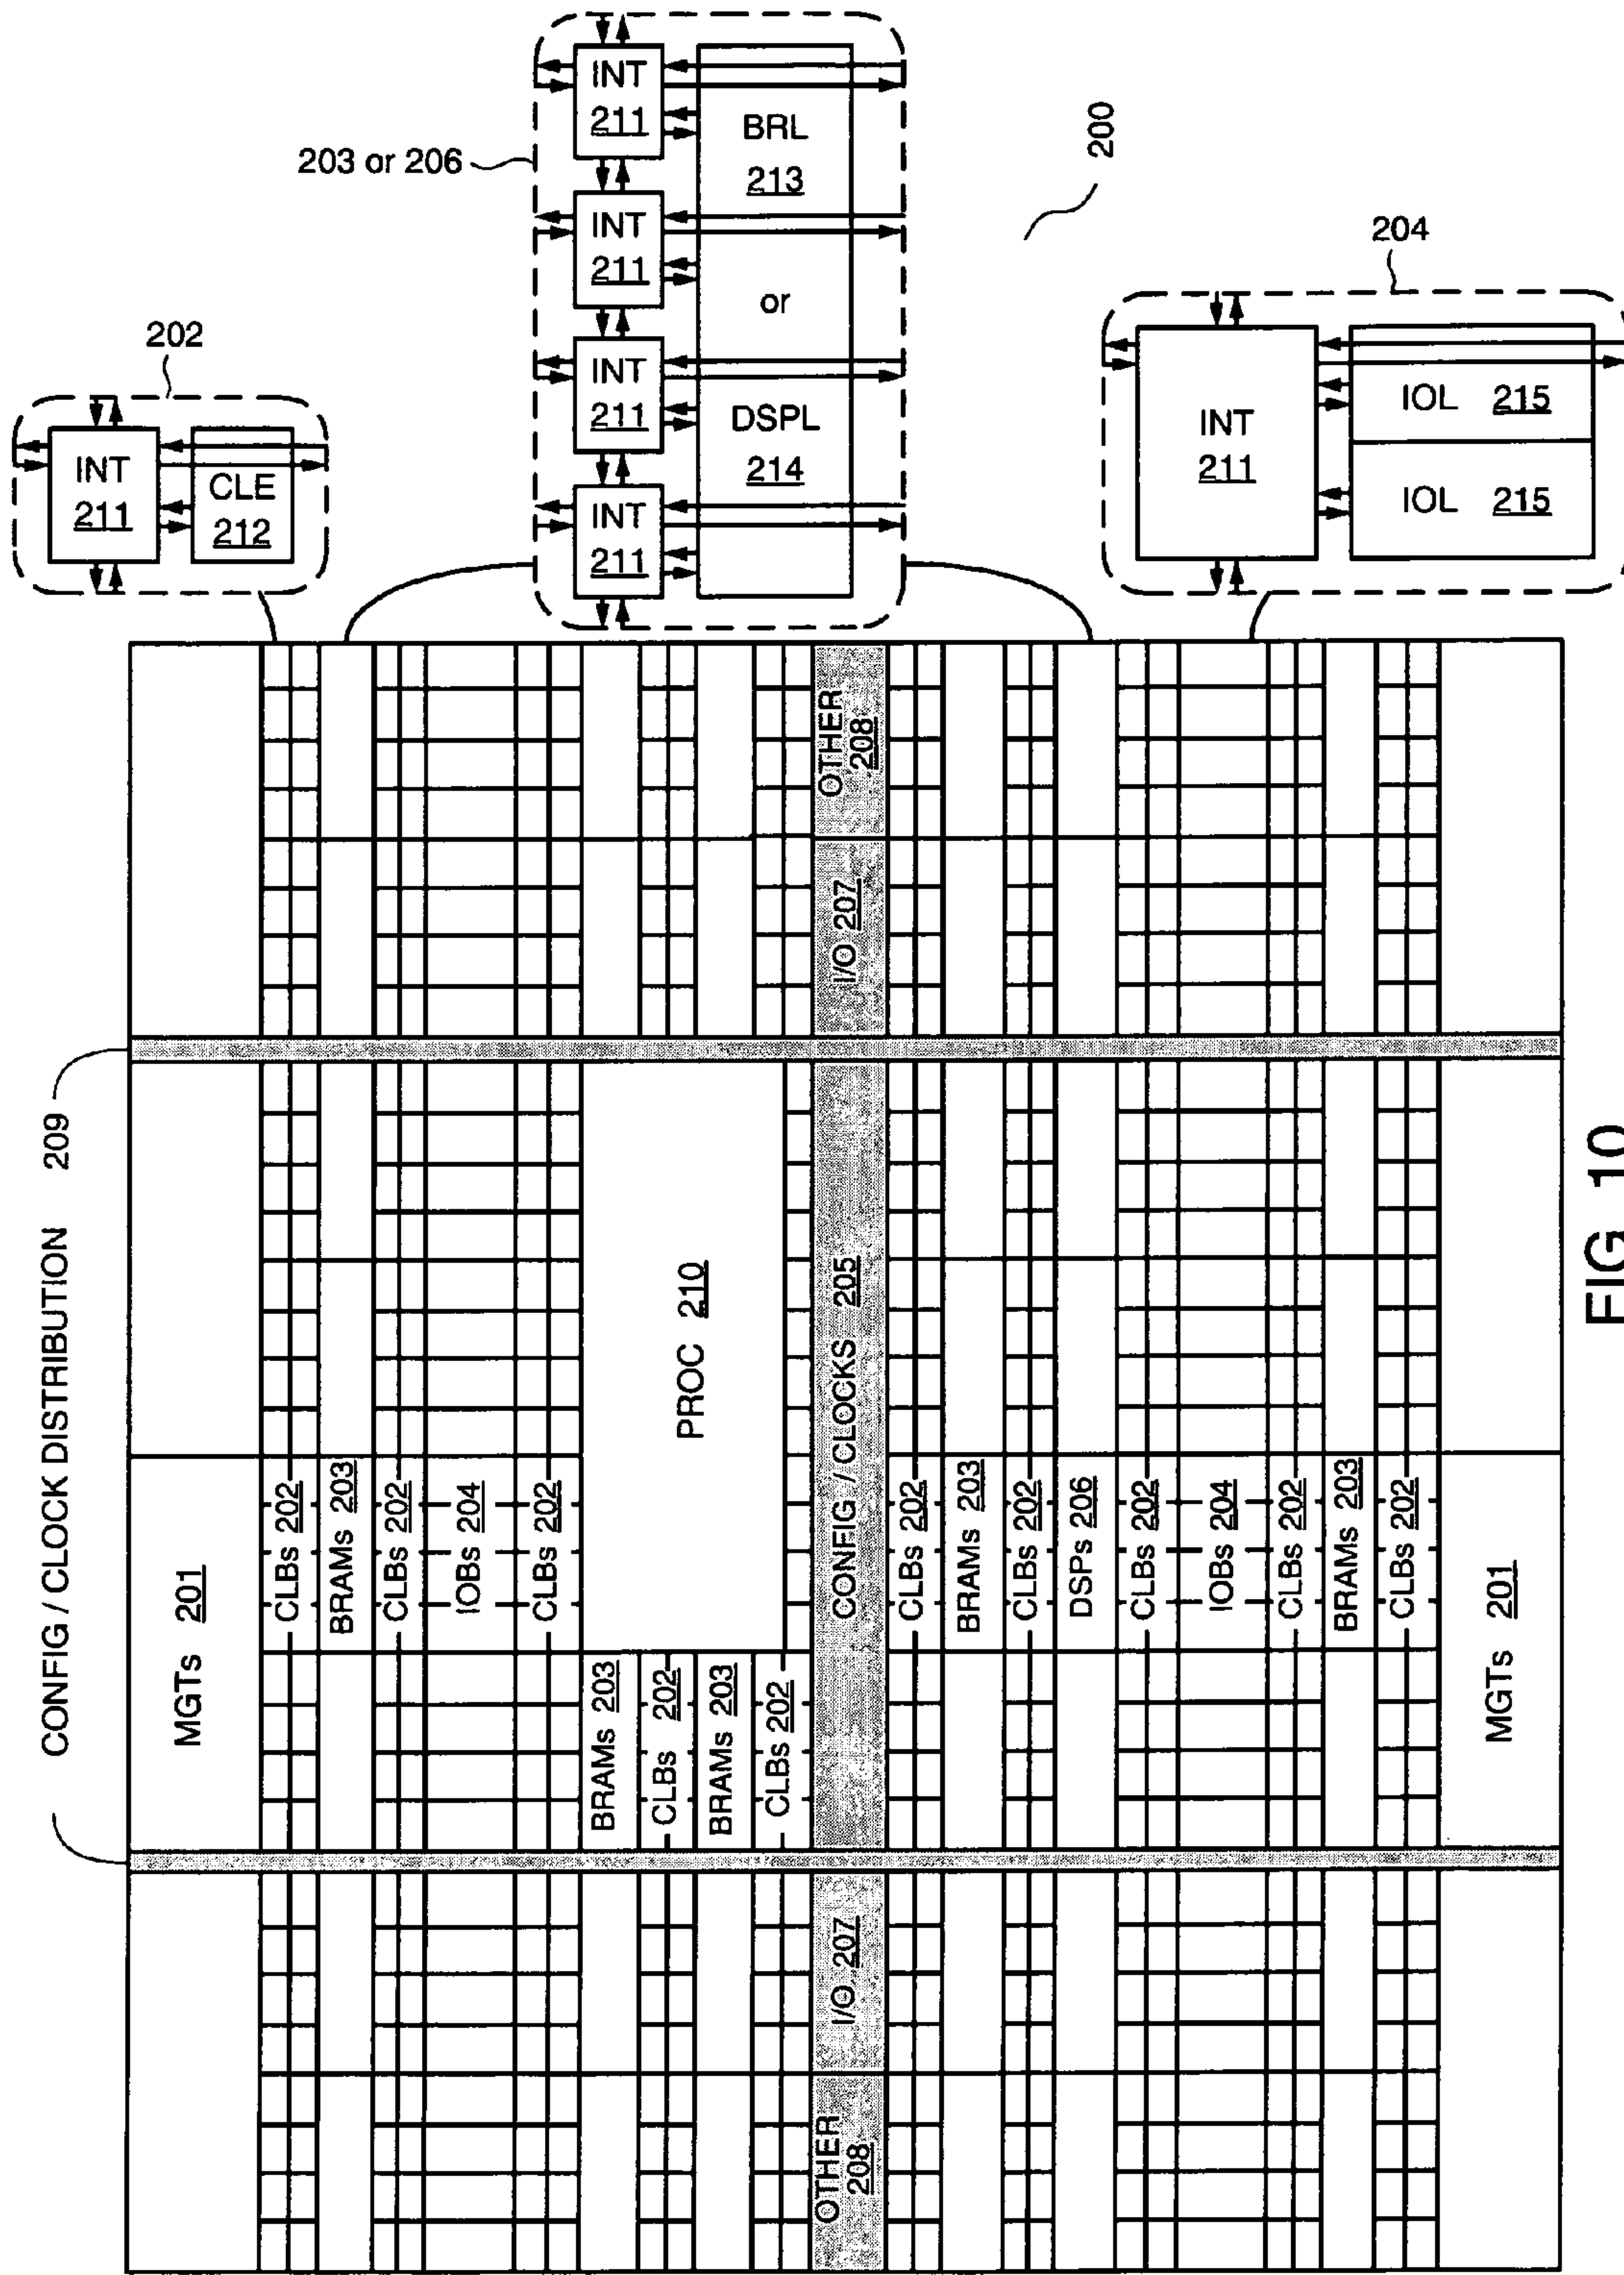 CONFIG / CLOCK DISTRIBUTION 209
MGTs 201
CLBs 202
BRAMs 203
CLBs 202
IOBs 204
CLBs 202
BRAMs 203
CLBs 202
BRAMs 203
CLBs 202
PROC 210
OTHER
208
I/O 207
CONFIG / CLOCKS 205
I/O 207
OTHER
208
CLBs 202
BRAMs 203
CLBs 202
DSPs 206
CLBs 202
IOBs 204
CLBs 202
BRAMs 203
CLBs 202
MGTs 201
202
INT
211
CLE
212
203 or 206
INT
211
INT
211
INT
211
INT
211
BRL
213
or
DSPL
214
200
204
INT
211
IOL 215
IOL 215
FIG. 10